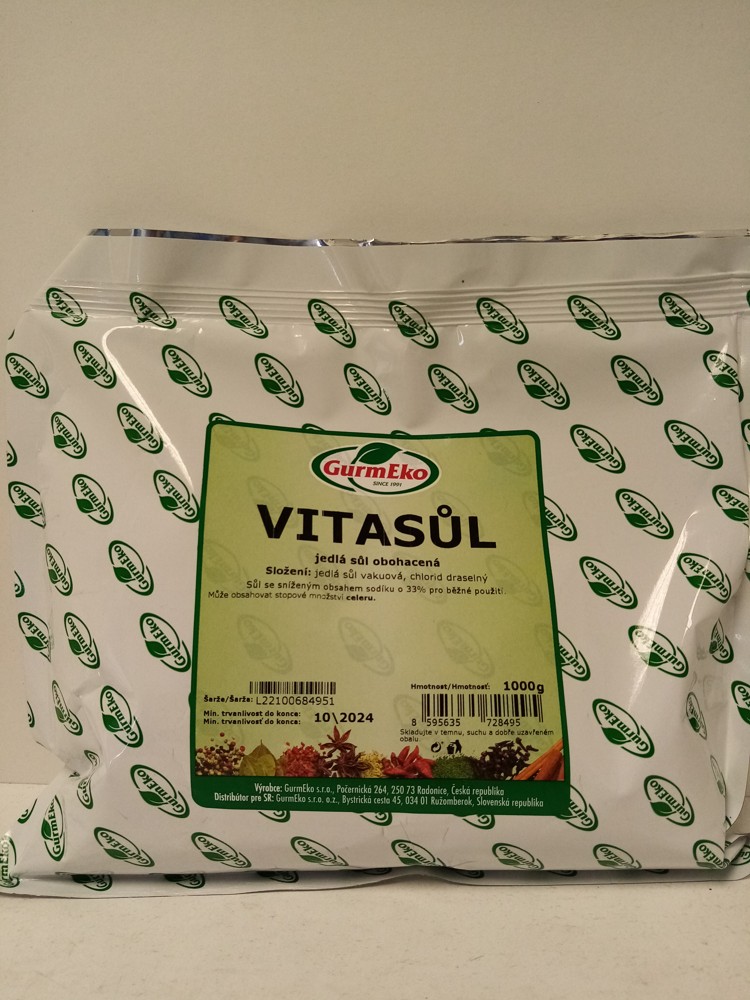 GurmEko
SINCE 1991
VITASŮL
jedlá sůl obohacená
Složení: jedlá sůl vakuová, chlorid draselný
Sůl se sníženým obsahem sodíku o 33% pro běžné použití.
Může obsahovat stopové množství celeru.
Šarže/Šarža: L22100684951
Min. trvanlivost do konce:
Min. trvanlivosť do konca: 10\2024
Hmotnost/Hmotnosť: 1000g
8 595635 728495
Skladujte v temnu, suchu a dobře uzavřeném
obalu.
Výrobce: GurmEko s.r.o., Počernická 264, 250 73 Radonice, Česká republika
Distribútor pre SR: GurmEko s.r.o. o.z., Bystrická cesta 45, 034 01 Ružomberok, Slovenská republika